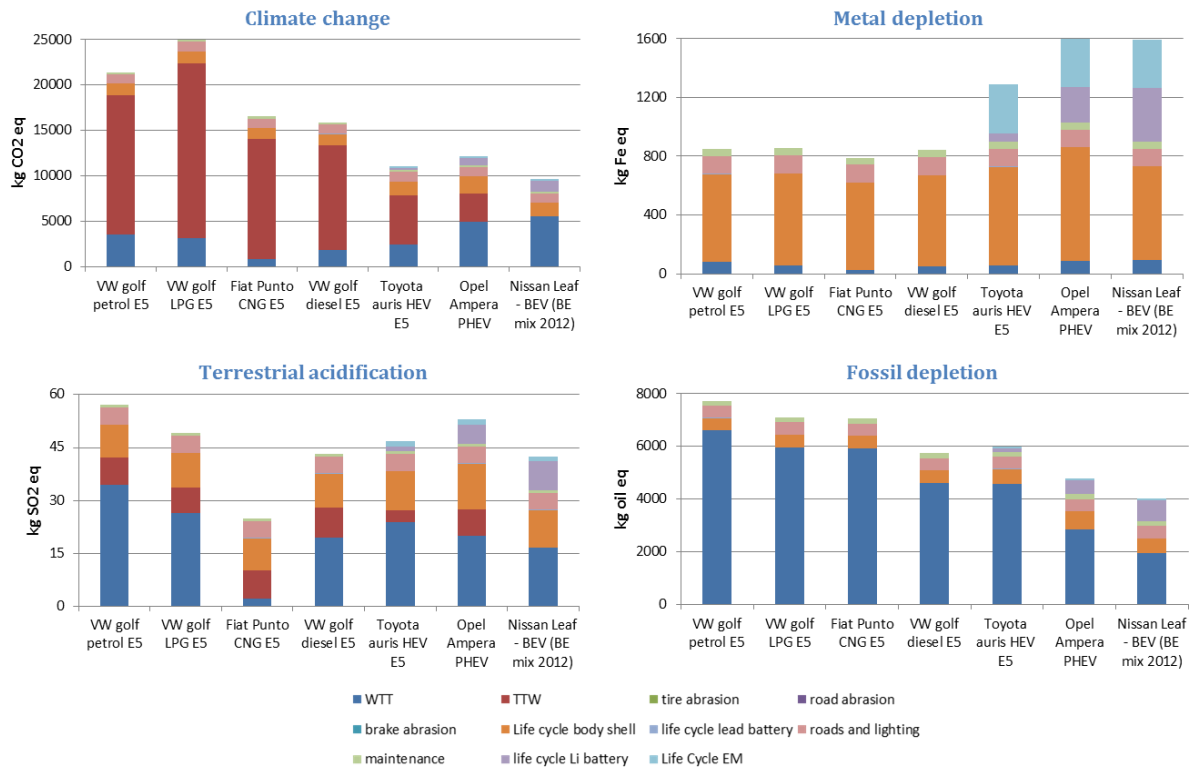 Climate change
25000
20000
15000
10000
5000
0
kg CO2 eq
VW golf petrol E5
VW golf LPG E5
Fiat Punto CNG E5
VW golf diesel E5
Toyota auris HEV E5
Opel Ampera PHEV
Nissan Leaf - BEV (BE mix 2012)
Metal depletion
1600
1200
800
400
0
kg Fe eq
VW golf petrol E5
VW golf LPG E5
Fiat Punto CNG E5
VW golf diesel E5
Toyota auris HEV E5
Opel Ampera PHEV
Nissan Leaf - BEV (BE mix 2012)
Terrestrial acidification
60
45
30
15
0
kg SO2 eq
VW golf petrol E5
VW golf LPG E5
Fiat Punto CNG E5
VW golf diesel E5
Toyota auris HEV E5
Opel Ampera PHEV
Nissan Leaf - BEV (BE mix 2012)
Fossil depletion
8000
6000
4000
2000
0
kg oil eq
VW golf petrol E5
VW golf LPG E5
Fiat Punto CNG E5
VW golf diesel E5
Toyota auris HEV E5
Opel Ampera PHEV
Nissan Leaf - BEV (BE mix 2012)
WTT
TTW
tire abrasion
road abrasion
brake abrasion
Life cycle body shell
life cycle lead battery
roads and lighting
maintenance
life cycle Li battery
Life Cycle EM